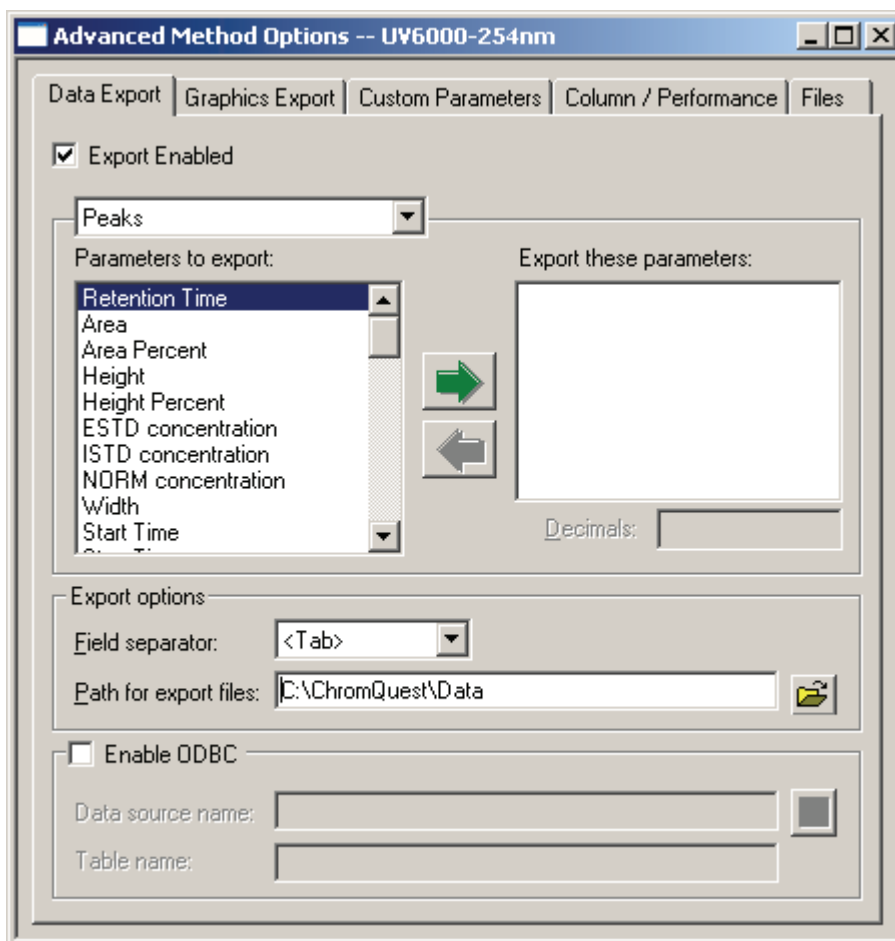 Advanced Method Options -- UV6000-254nm
Data Export
Graphics Export
Custom Parameters
Column / Performance
Files
Export Enabled
Peaks
Parameters to export:
Retention Time
Area
Area Percent
Height
Height Percent
ESTD concentration
ISTD concentration
NORM concentration
Width
Start Time
Export these parameters:
Decimals:
Export options
Field separator:
<Tab>
Path for export files:
C:\ChromQuest\Data
Enable ODBC
Data source name:
Table name: